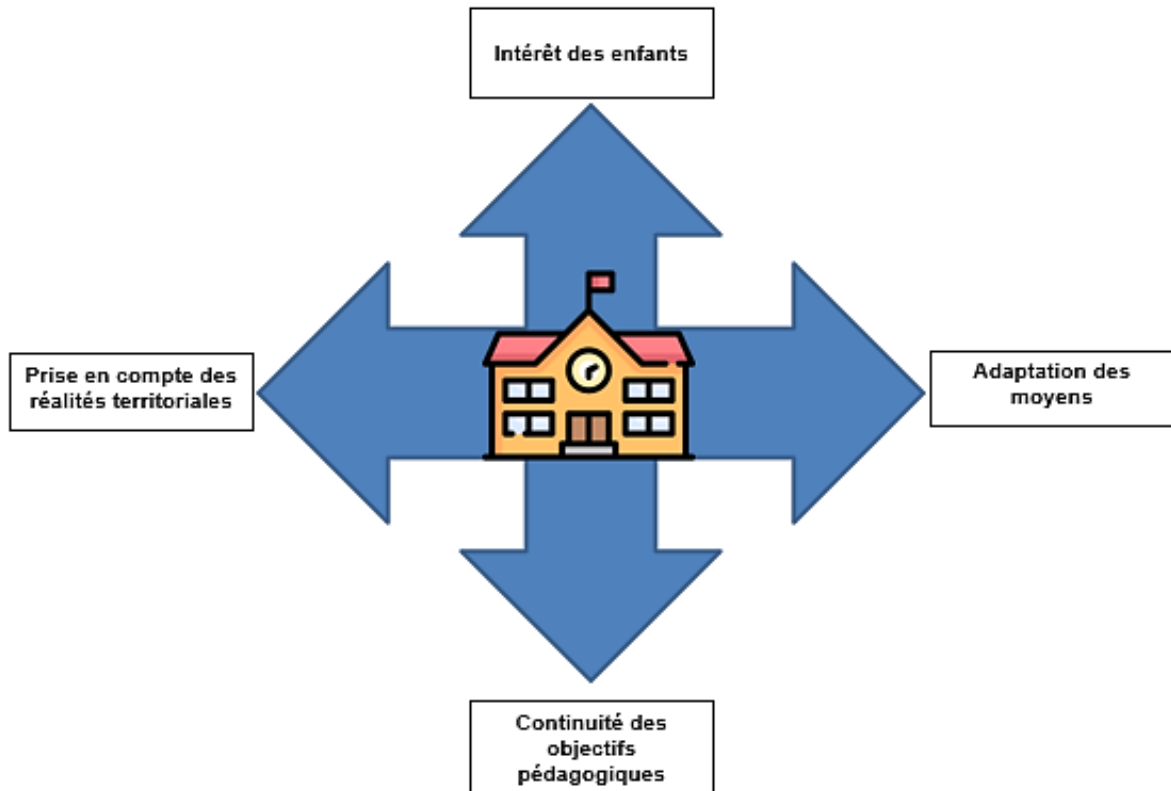 Intérêt des enfants
Prise en compte des
réalités territoriales
Adaptation des
moyens
Continuité des
objectifs
pédagogiques